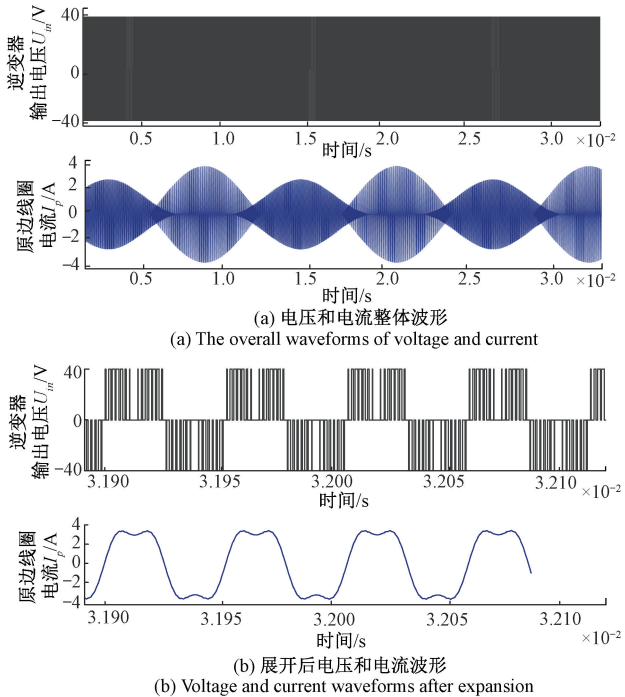 逆变器
输出电压Uin/V
40
0
−40
0.5 1.0 1.5 2.0 2.5 3.0 ×10−2
时间/s
原边线圈
电流Ip/A
4
2
0
−2
−4
0.5 1.0 1.5 2.0 2.5 3.0 ×10−2
时间/s
(a) 电压和电流整体波形
(a) The overall waveforms of voltage and current
逆变器
输出电压Uin/V
40
0
−40
3.190 3.195 3.200 3.205 3.210 ×10−2
时间/s
原边线圈
电流Ip/A
4
2
0
−2
−4
3.190 3.195 3.200 3.205 3.210 ×10−2
时间/s
(b) 展开后电压和电流波形
(b) Voltage and current waveforms after expansion